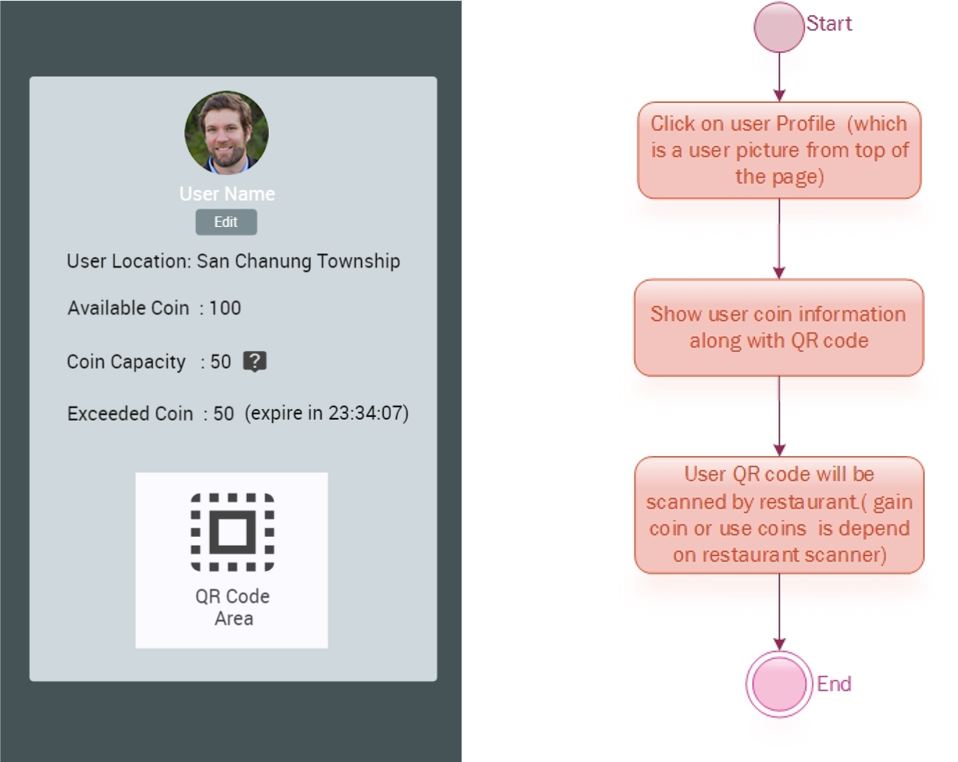 User Name
Edit
User Location: San Chanung Township
Available Coin : 100
Coin Capacity : 50 ?
Exceeded Coin : 50 (expire in 23:34:07)
QR Code
Area
Start
Click on user Profile (which
is a user picture from top of
the page)
Show user coin information
along with QR code
User QR code will be
scanned by restaurant.( gain
coin or use coins is depend
on restaurant scanner)
End